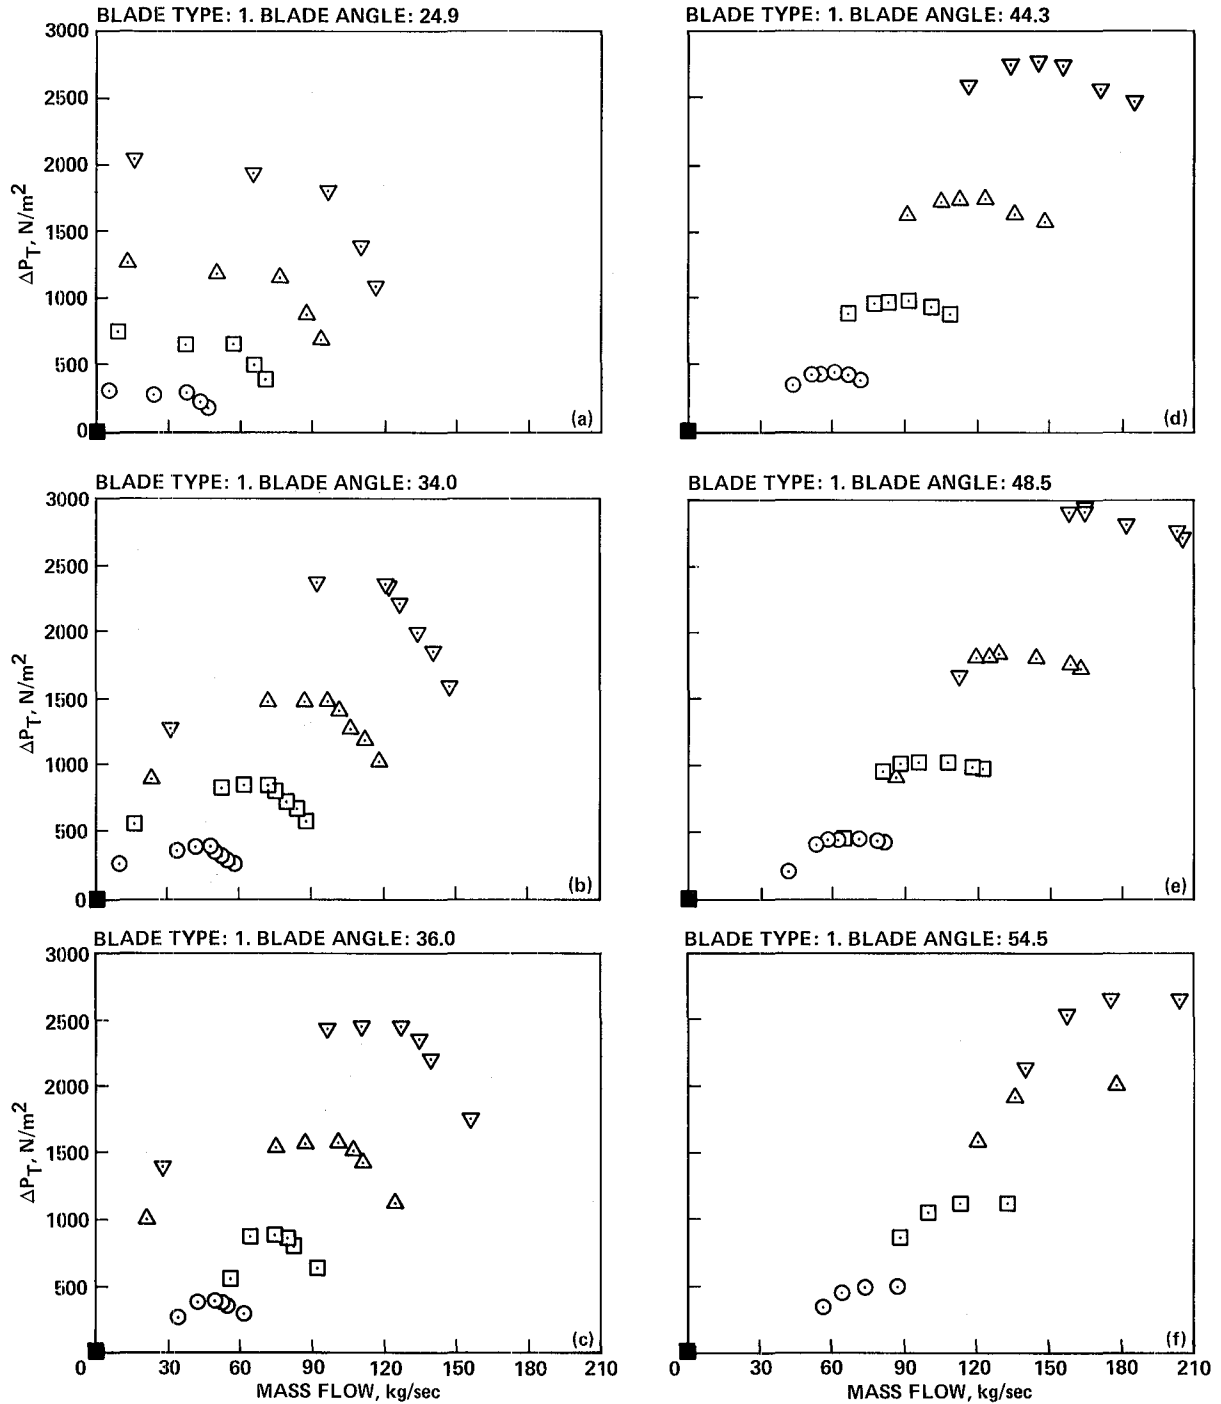 BLADE TYPE: 1. BLADE ANGLE: 24.9
3000
2500
2000
1500
1000
500
0
ΔPT, N/m2
(a)
BLADE TYPE: 1. BLADE ANGLE: 34.0
3000
2500
2000
1500
1000
500
0
ΔPT, N/m2
(b)
BLADE TYPE: 1. BLADE ANGLE: 36.0
3000
2500
2000
1500
1000
500
ΔPT, N/m2
(c)
0 30 60 90 120 150 180 210
MASS FLOW, kg/sec
BLADE TYPE: 1. BLADE ANGLE: 44.3
(d)
BLADE TYPE: 1. BLADE ANGLE: 48.5
(e)
BLADE TYPE: 1. BLADE ANGLE: 54.5
(f)
0 30 60 90 120 150 180 210
MASS FLOW, kg/sec